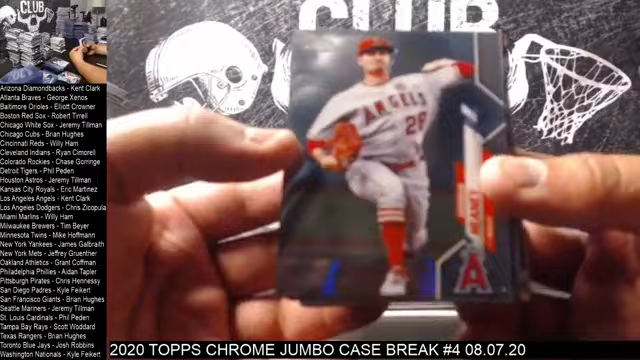 CLUB
CLUB
Arizona Diamondbacks - Kent Clark
Atlanta Braves - George Xenos
Baltimore Orioles - Elliott Crowner
Boston Red Sox - Robert Tirrell
Chicago White Sox - Jeremy Tillman
Chicago Cubs - Brian Hughes
Cincinnati Reds - Willy Ham
Cleveland Indians - Ryan Cimorell
Colorado Rockies - Chase Gorringe
Detroit Tigers - Phil Peden
Houston Astros - Jeremy Tillman
Kansas City Royals - Eric Martinez
Los Angeles Angels - Kent Clark
Los Angeles Dodgers - Chris Zicopula
Miami Marlins - Willy Ham
Milwaukee Brewers - Tim Beyer
Minnesota Twins - Mike Hoffmann
New York Yankees - James Galbraith
New York Mets - Jeffrey Gruenther
Oakland Athletics - Grant Coffman
Philadelphia Phillies - Aidan Tapler
Pittsburgh Pirates - Chris Hennessy
San Diego Padres - Kyle Feikert
San Francisco Giants - Brian Hughes
Seattle Mariners - Jeremy Tillman
St. Louis Cardinals - Phil Peden
Tampa Bay Rays - Scott Woddard
Texas Rangers - Brian Hughes
Toronto Blue Jays - Josh Robbins
Washington Nationals - Kyle Feikert
ANGELS
28
HEANEY
A
2020 TOPPS CHROME JUMBO CASE BREAK #4 08.07.20